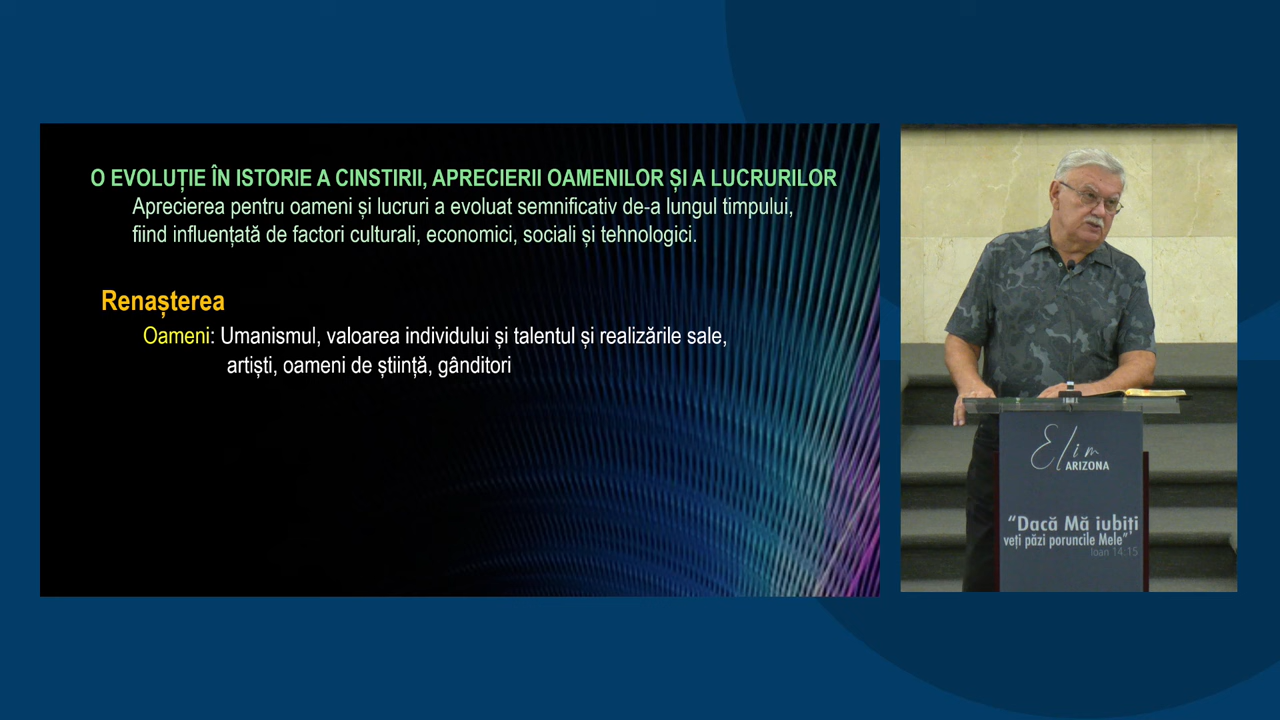 O EVOLUȚIE ÎN ISTORIE A CINSTIRII, APRECIERII OAMENILOR ȘI A LUCRURILOR
Aprecierea pentru oameni și lucruri a evoluat semnificativ de-a lungul timpului,
fiind influențată de factori culturali, economici, sociali și tehnologici.
Renașterea
Oameni: Umanismul, valoarea individului și talentul și realizările sale,
artiști, oameni de știință, gânditori
Elim
ARIZONA
“Dacă Mă iubiți
veți păzi poruncile Mele”
Ioan 14:15